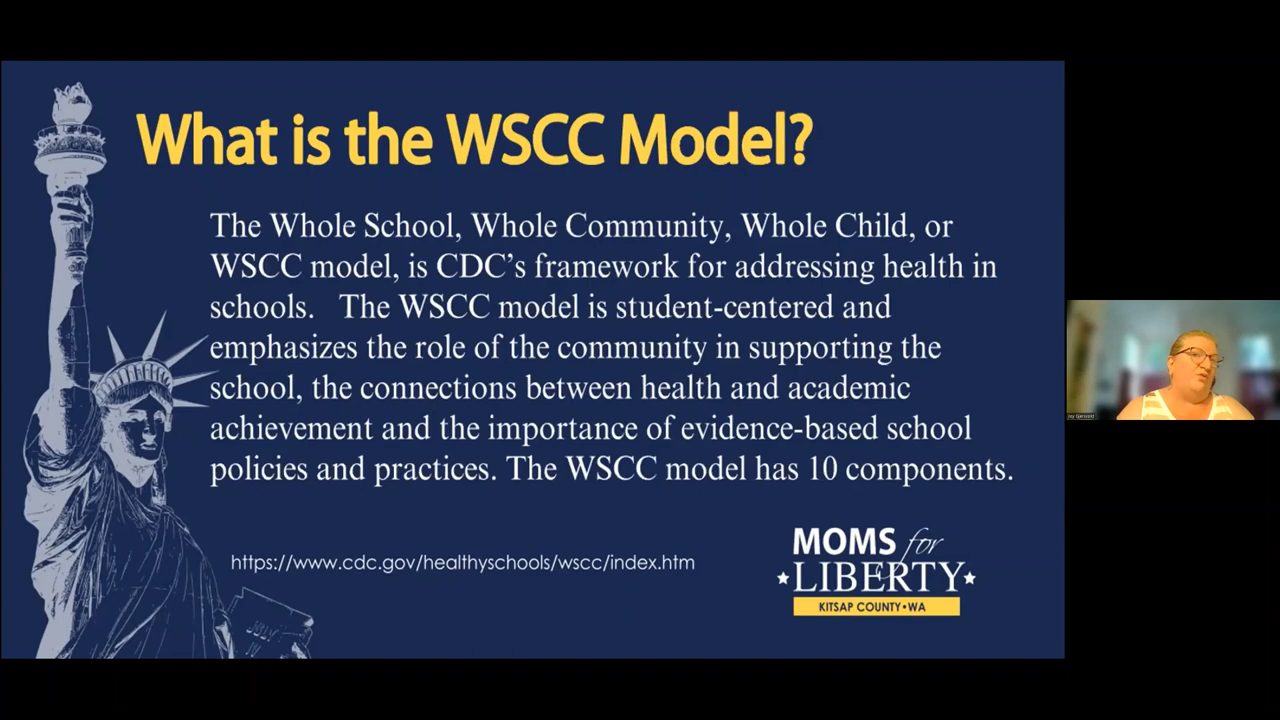 What is the WSCC Model?
The Whole School, Whole Community, Whole Child, or
WSCC model, is CDC's framework for addressing health in
schools. The WSCC model is student-centered and
emphasizes the role of the community in supporting the
school, the connections between health and academic
achievement and the importance of evidence-based school
policies and practices. The WSCC model has 10 components.
https://www.cdc.gov/healthyschools/wscc/index.htm
MOMS for
LIBERTY
KITSAP COUNTY•WA